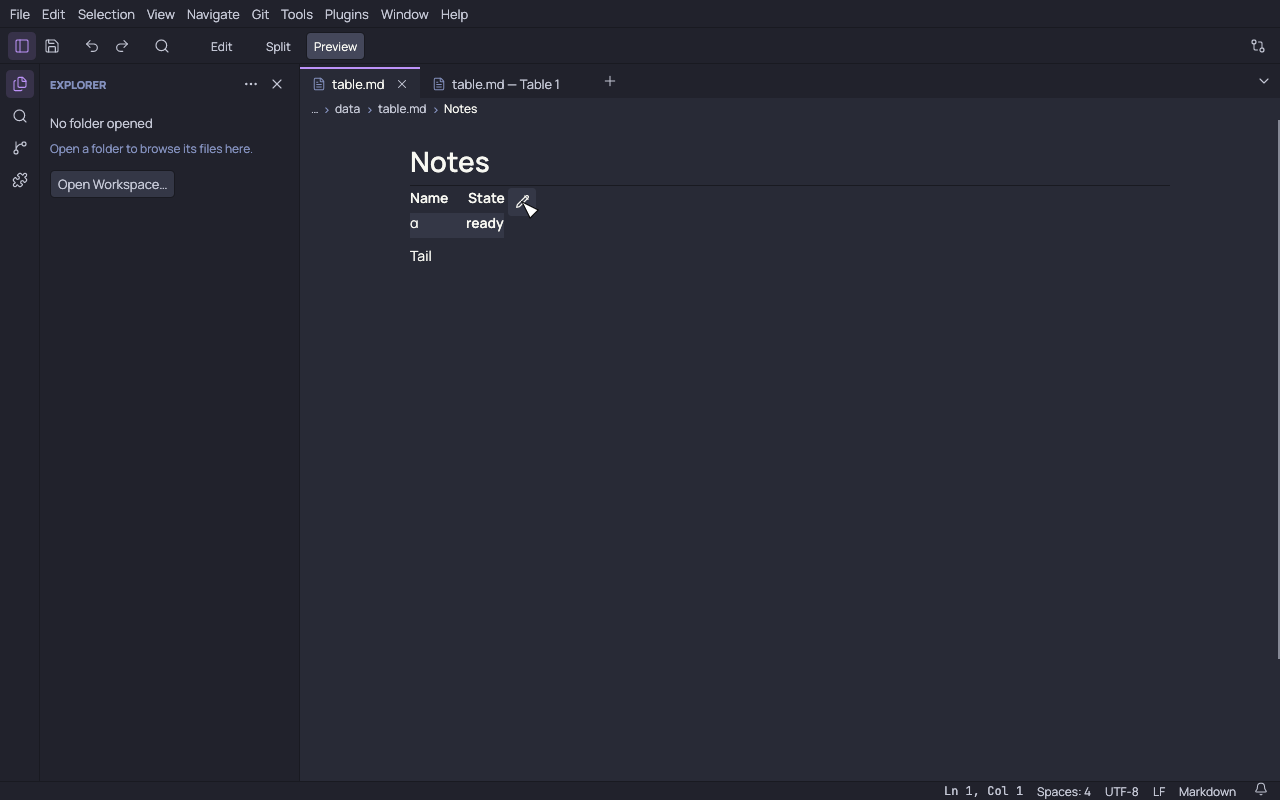 File Edit Selection View Navigate Git Tools Plugins Window Help
Edit Split Preview
EXPLORER
table.md
table.md — Table 1
… › data › table.md › Notes
No folder opened
Open a folder to browse its files here.
Open Workspace…
Notes
Name State
a ready
Tail
Ln 1, Col 1 Spaces: 4 UTF-8 LF Markdown